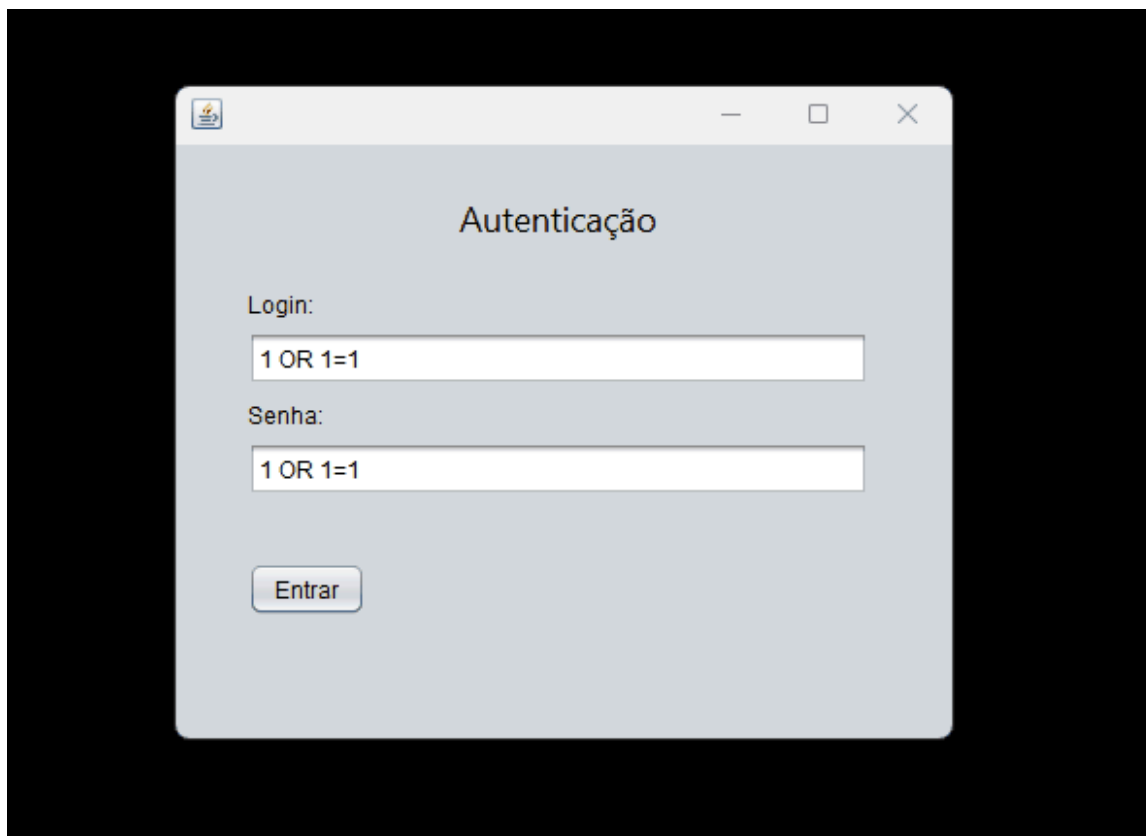 Autenticação
Login:
1 OR 1=1
Senha:
1 OR 1=1
Entrar